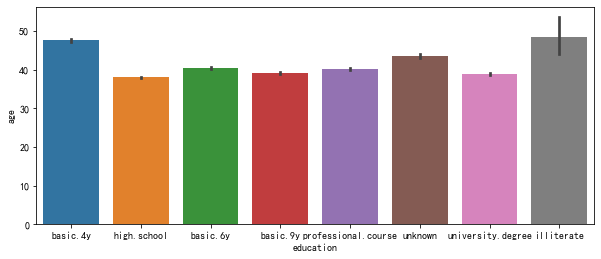 50
40
30
20
10
0
age
basic.4y high.school basic.6y basic.9y professional.course unknown university.degree illiterate
education